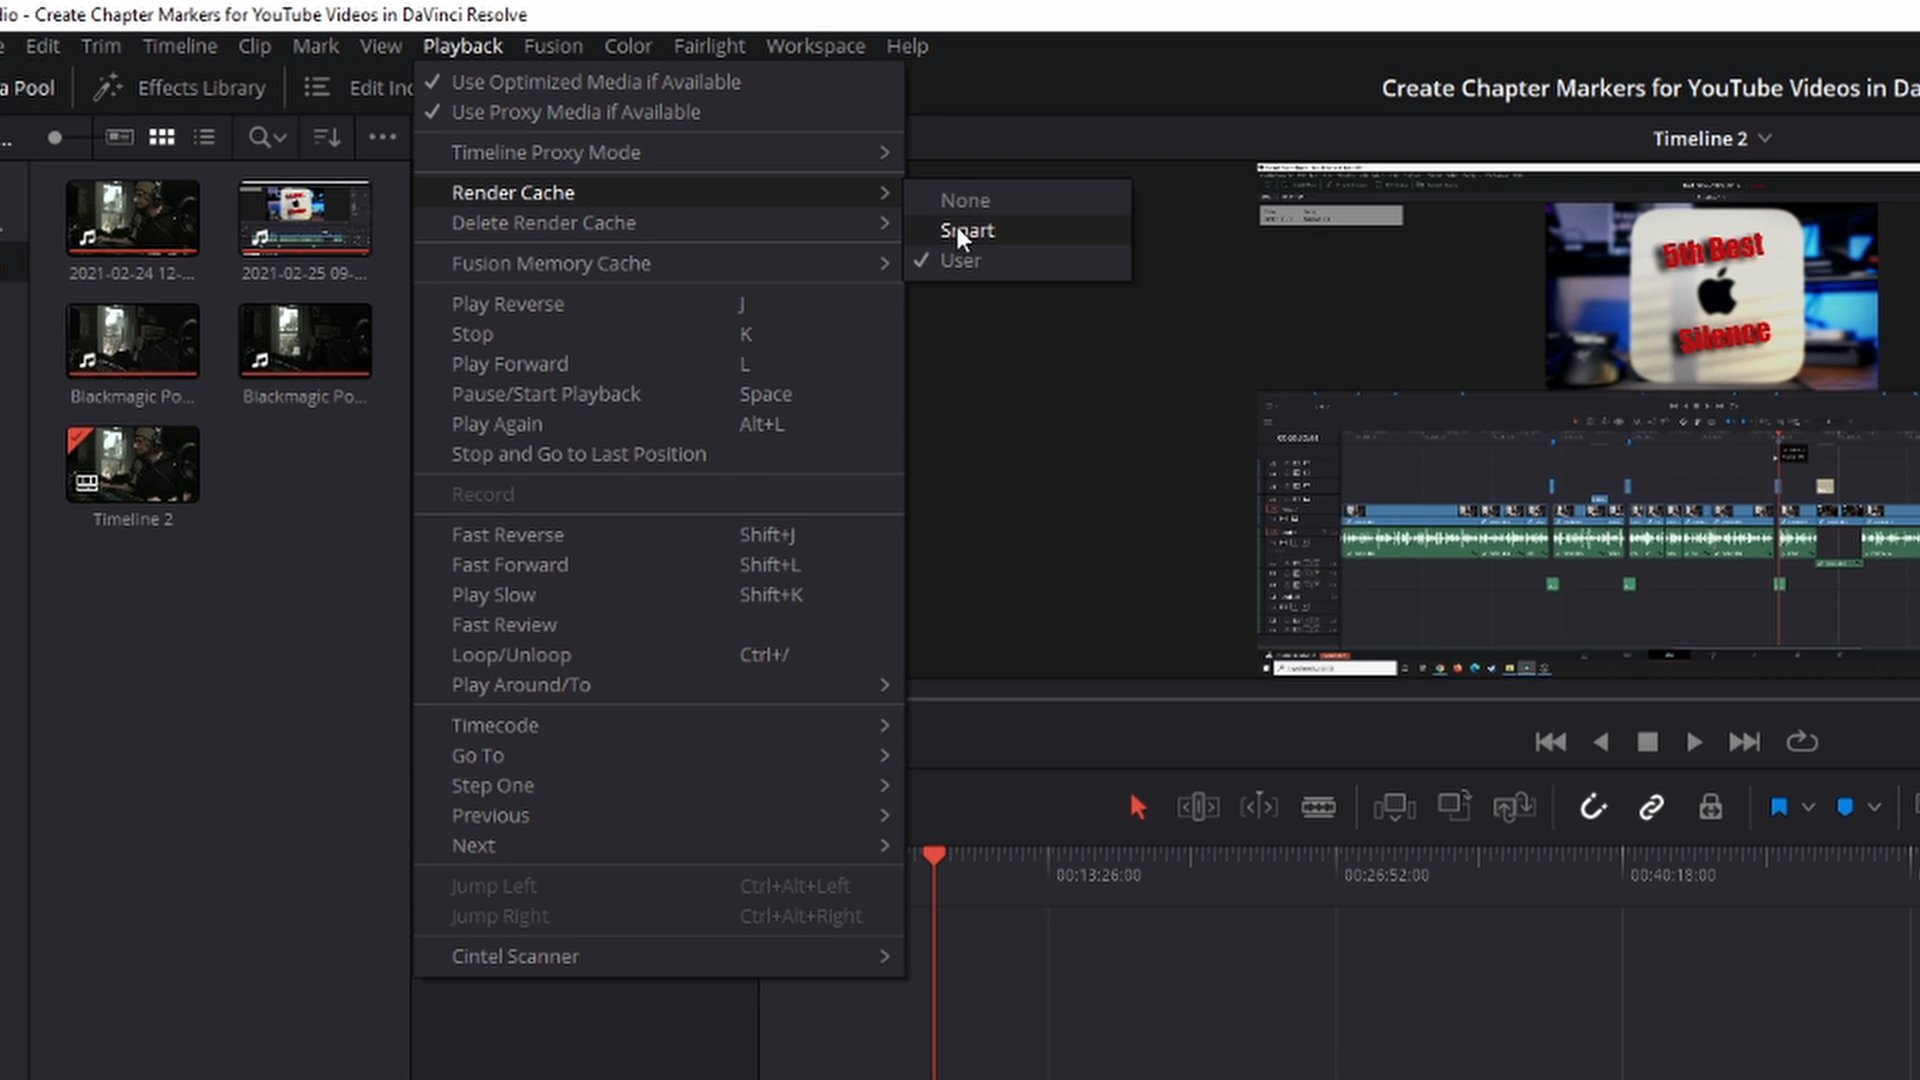 io - Create Chapter Markers for YouTube Videos in DaVinci Resolve
e Edit Trim Timeline Clip Mark View Playback Fusion Color Fairlight Workspace Help
a Pool Effects Library Edit Inc
Create Chapter Markers for YouTube Videos in Da
... Timeline 2
Use Optimized Media if Available
Use Proxy Media if Available
Timeline Proxy Mode
Render Cache
Delete Render Cache
Fusion Memory Cache
Play Reverse J
Stop K
Play Forward L
Pause/Start Playback Space
Play Again Alt+L
Stop and Go to Last Position
Record
Fast Reverse Shift+J
Fast Forward Shift+L
Play Slow Shift+K
Fast Review
Loop/Unloop Ctrl+/
Play Around/To
Timecode
Go To
Step One
Previous
Next
Jump Left Ctrl+Alt+Left
Jump Right Ctrl+Alt+Right
Cintel Scanner
None
Smart
User
2021-02-24 12-... 2021-02-25 09-...
Blackmagic Po... Blackmagic Po...
Timeline 2
5th Best
Silence
00:13:26:00 00:26:52:00 00:40:18:00